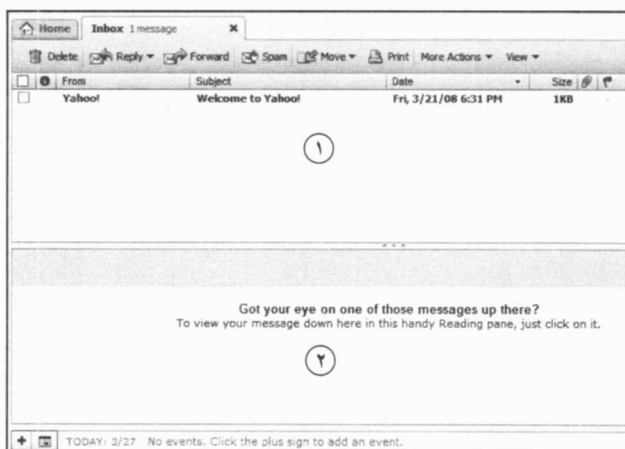 Home Inbox 1 message
Delete Reply Forward Spam Move Print More Actions View
From Subject Date Size
Yahoo! Welcome to Yahoo! Fri, 3/21/08 6:31 PM 1KB
١
Got your eye on one of those messages up there?
To view your message down here in this handy Reading pane, just click on it.
٢
TODAY: 3/27 No events. Click the plus sign to add an event.